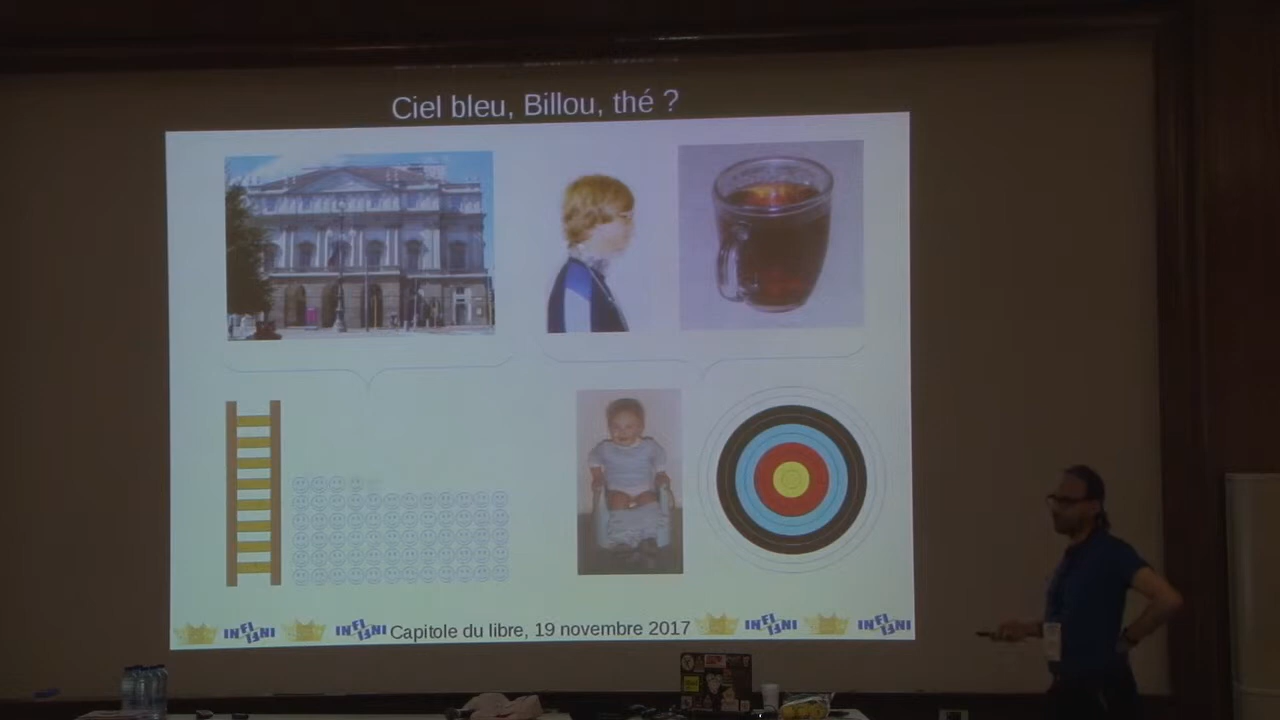 Ciel bleu, Billou, thé ?
INFINI INFINI Capitole du libre, 19 novembre 2017 INFINI INFINI